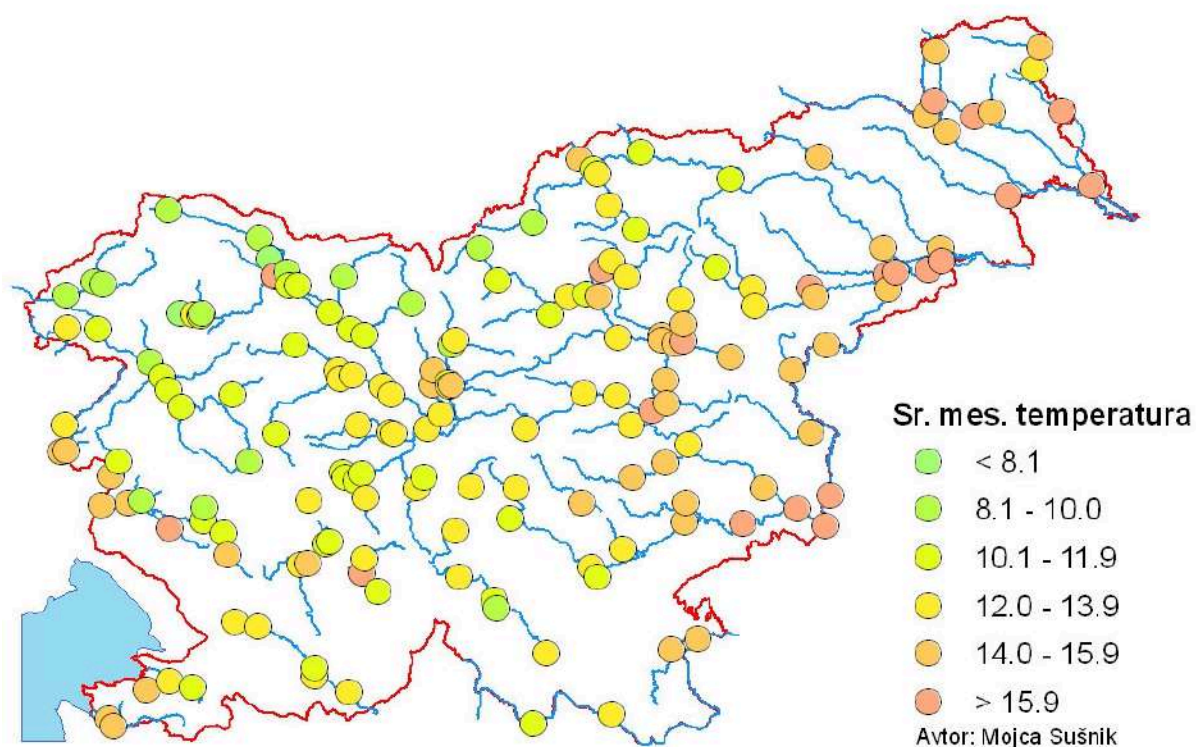 Sr. mes. temperatura
< 8.1
8.1 - 10.0
10.1 - 11.9
12.0 - 13.9
14.0 - 15.9
> 15.9
Avtor: Mojca Sušnik